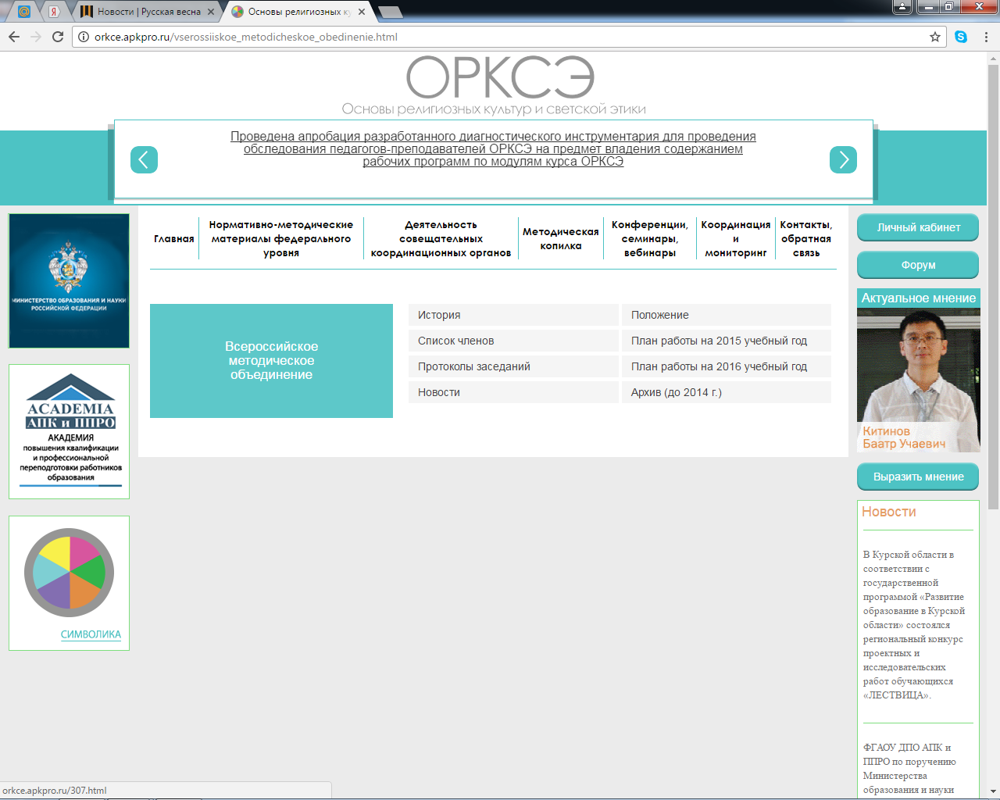 Новости | Русская весна
Основы религиозных ку
orkce.apkpro.ru/vserossiiskoe_metodicheskoe_obedinenie.html
ОРКСЭ
Основы религиозных культур и светской этики
Проведена апробация разработанного диагностического инструментария для проведения
обследования педагогов-преподавателей ОРКСЭ на предмет владения содержанием
рабочих программ по модулям курса ОРКСЭ
МИНИСТЕРСТВО ОБРАЗОВАНИЯ И НАУКИ
РОССИЙСКОЙ ФЕДЕРАЦИИ
ACADEMIA
АПК и ППРО
АКАДЕМИЯ
повышения квалификации
и профессиональной
переподготовки работников
образования
СИМВОЛИКА
Главная
Нормативно-методические
материалы федерального
уровня
Деятельность
совещательных
координационных органов
Методическая
копилка
Конференции,
семинары,
вебинары
Координация
и
мониторинг
Контакты,
обратная
связь
Всероссийское
методическое
объединение
История
Положение
Список членов
План работы на 2015 учебный год
Протоколы заседаний
План работы на 2016 учебный год
Новости
Архив (до 2014 г.)
Личный кабинет
Форум
Актуальное мнение
Китинов
Баатр Учаевич
Выразить мнение
Новости
В Курской области в
соответствии с
государственной
программой «Развитие
образование в Курской
области» состоялся
региональный конкурс
проектных и
исследовательских
работ обучающихся
«ЛЕСТВИЦА».
ФГАОУ ДПО АПК и
ППРО по поручению
Министерства
образования и науки
orkce.apkpro.ru/307.html